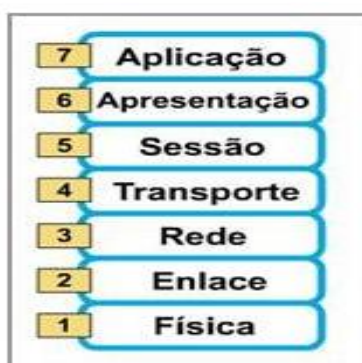 7 Aplicação
6 Apresentação
5 Sessão
4 Transporte
3 Rede
2 Enlace
1 Física